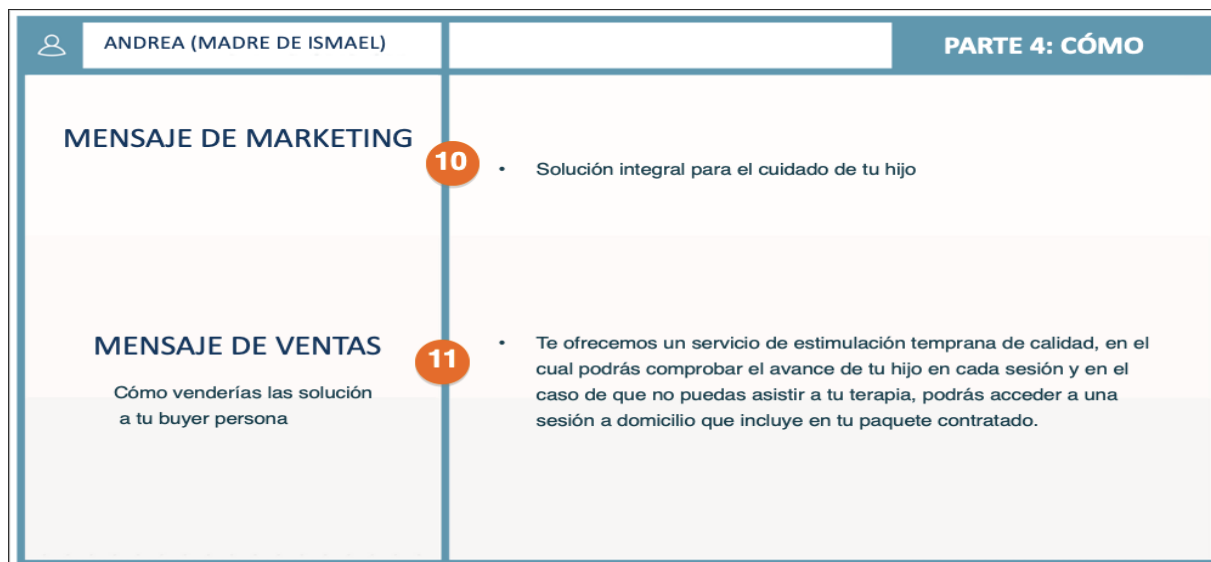 ANDREA (MADRE DE ISMAEL)
PARTE 4: CÓMO
MENSAJE DE MARKETING
10
• Solución integral para el cuidado de tu hijo
MENSAJE DE VENTAS
Cómo venderías las solución
a tu buyer persona
11
• Te ofrecemos un servicio de estimulación temprana de calidad, en el
cual podrás comprobar el avance de tu hijo en cada sesión y en el
caso de que no puedas asistir a tu terapia, podrás acceder a una
sesión a domicilio que incluye en tu paquete contratado.